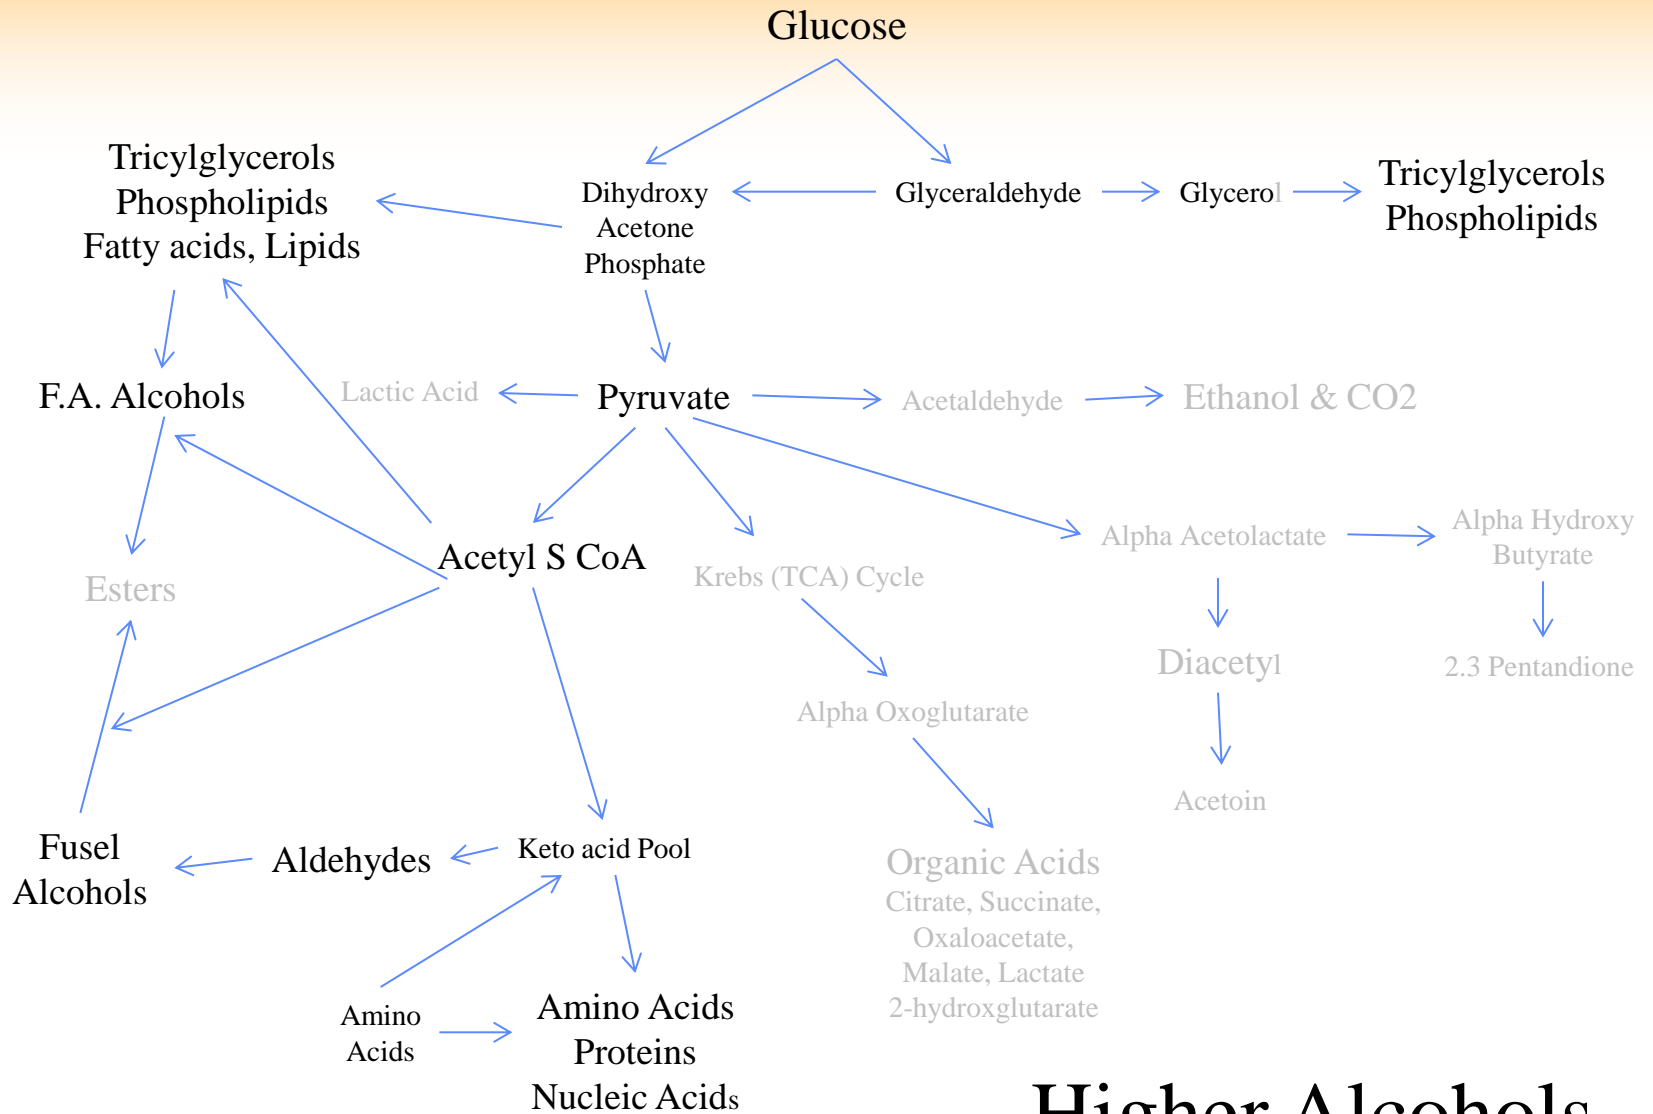 Glucose
Tricylglycerols
Phospholipids
Fatty acids, Lipids
Dihydroxy
Acetone
Phosphate
Glyceraldehyde
Glycerol
Tricylglycerols
Phospholipids
F.A. Alcohols
Lactic Acid
Pyruvate
Acetaldehyde
Ethanol & CO2
Esters
Acetyl S CoA
Krebs (TCA) Cycle
Alpha Acetolactate
Alpha Hydroxy
Butyrate
Diacetyl
2.3 Pentandione
Alpha Oxoglutarate
Acetoin
Fusel
Alcohols
Aldehydes
Keto acid Pool
Organic Acids
Citrate, Succinate,
Oxaloacetate,
Malate, Lactate
2-hydroxglutarate
Amino
Acids
Amino Acids
Proteins
Nucleic Acids
Higher Alcohols